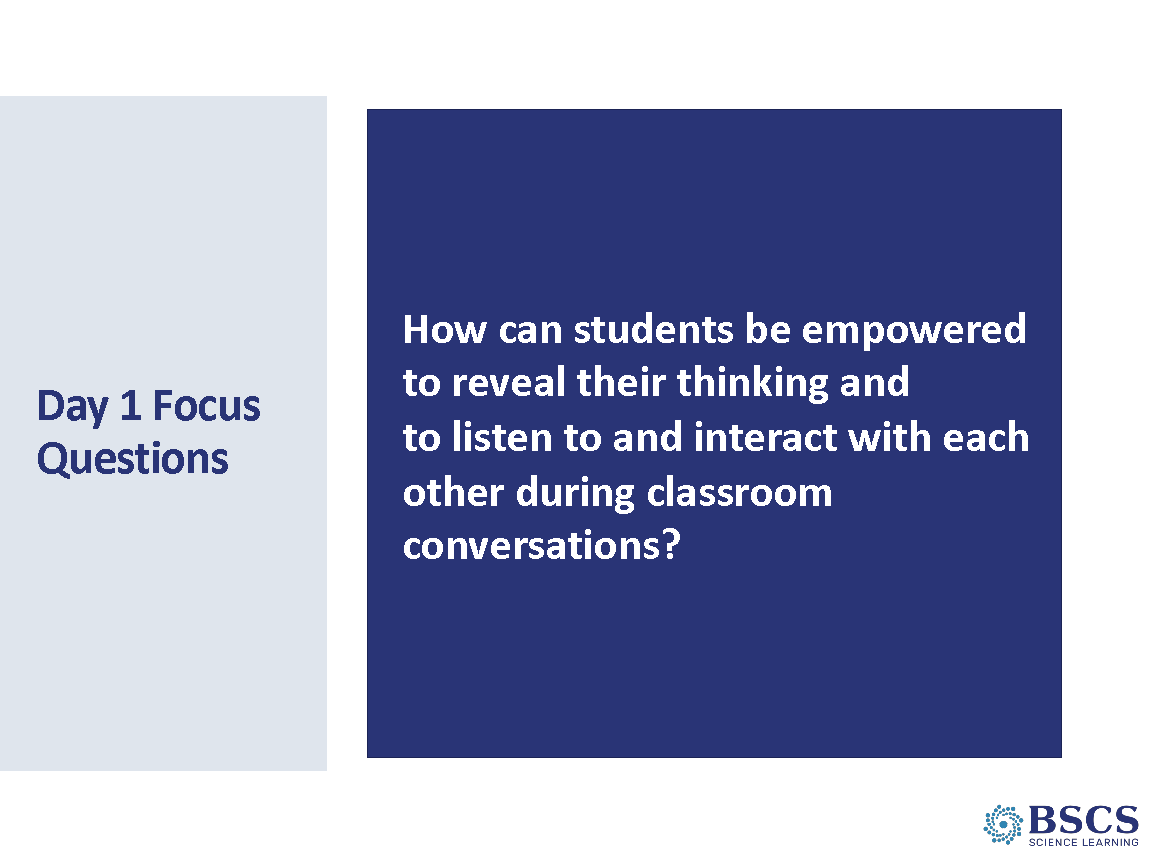 Day 1 Focus
Questions
How can students be empowered
to reveal their thinking and
to listen to and interact with each
other during classroom
conversations?
BSCS
SCIENCE LEARNING